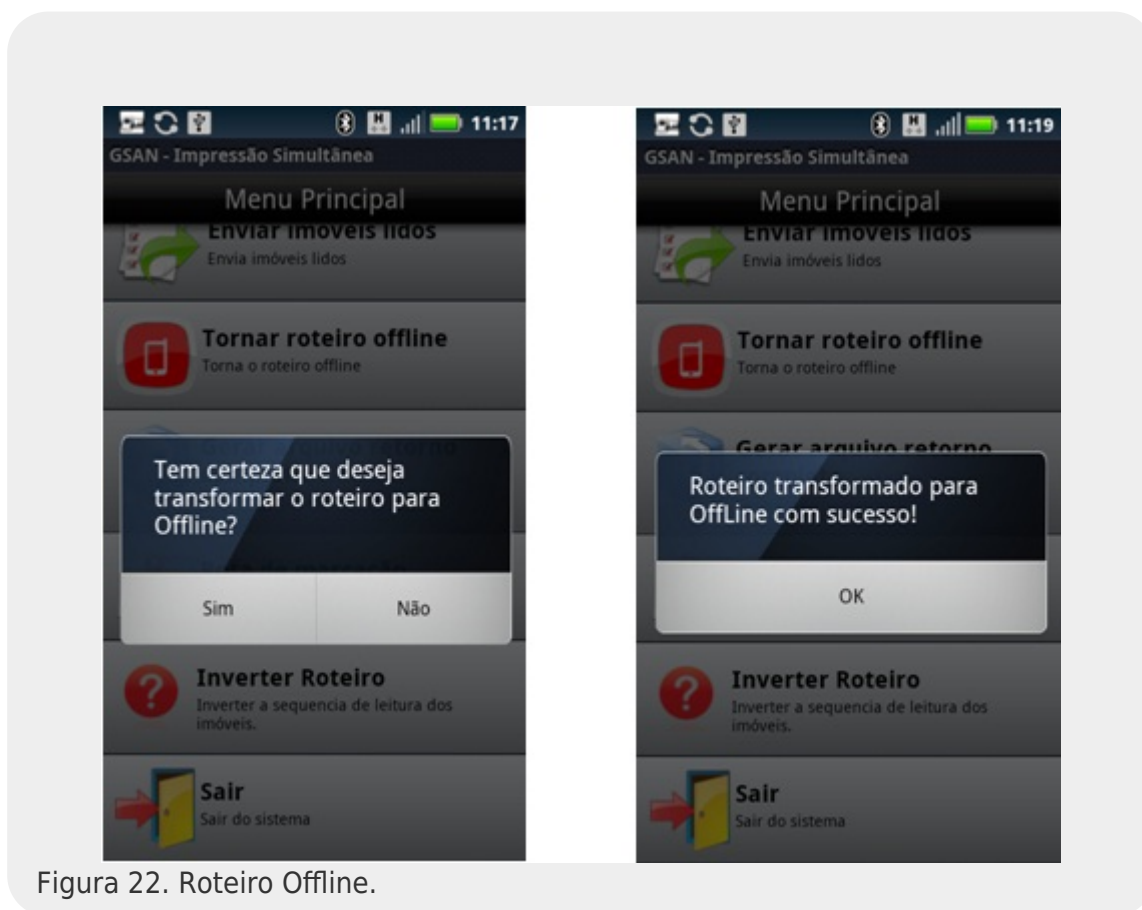 11:17
GSAN - Impressão Simultânea
Menu Principal
Enviar imóveis lidos
Envia imóveis lidos
Tornar roteiro offline
Torna o roteiro offline
Tem certeza que deseja
transformar o roteiro para
Offline?
Sim Não
Inverter Roteiro
Inverter a sequencia de leitura dos
imóveis.
Sair
Sair do sistema
11:19
GSAN - Impressão Simultânea
Menu Principal
Enviar imóveis lidos
Envia imóveis lidos
Tornar roteiro offline
Torna o roteiro offline
Gerar arquivo retorno
Roteiro transformado para
OffLine com sucesso!
OK
Inverter Roteiro
Inverter a sequencia de leitura dos
imóveis.
Sair
Sair do sistema
Figura 22. Roteiro Offline.